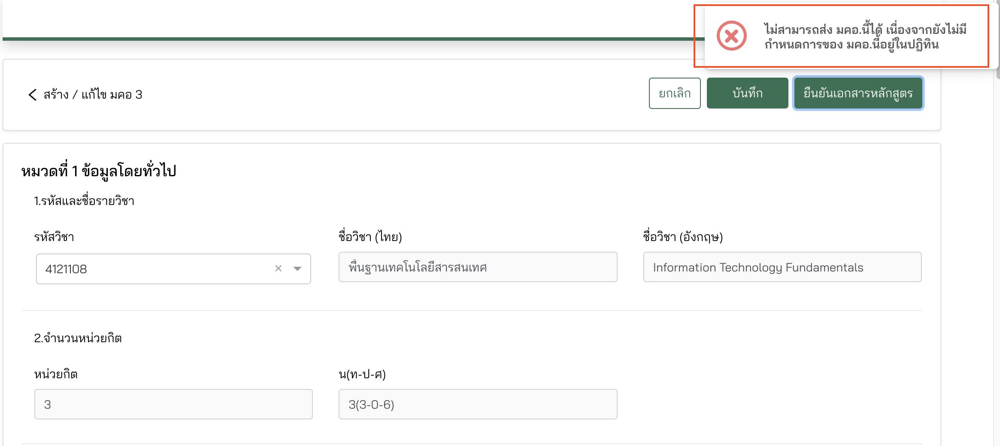 ไม่สามารถส่ง มคอ.นี้ได้ เนื่องจากยังไม่มี
กำหนดการของ มคอ.นี้อยู่ในปฏิทิน
สร้าง / แก้ไข มคอ 3
ยกเลิก
บันทึก
ยืนยันเอกสารหลักสูตร
หมวดที่ 1 ข้อมูลโดยทั่วไป
1.รหัสและชื่อรายวิชา
รหัสวิชา
ชื่อวิชา (ไทย)
ชื่อวิชา (อังกฤษ)
4121108
พื้นฐานเทคโนโลยีสารสนเทศ
Information Technology Fundamentals
2.จำนวนหน่วยกิต
หน่วยกิต
น(ท-ป-ศ)
3
3(3-0-6)